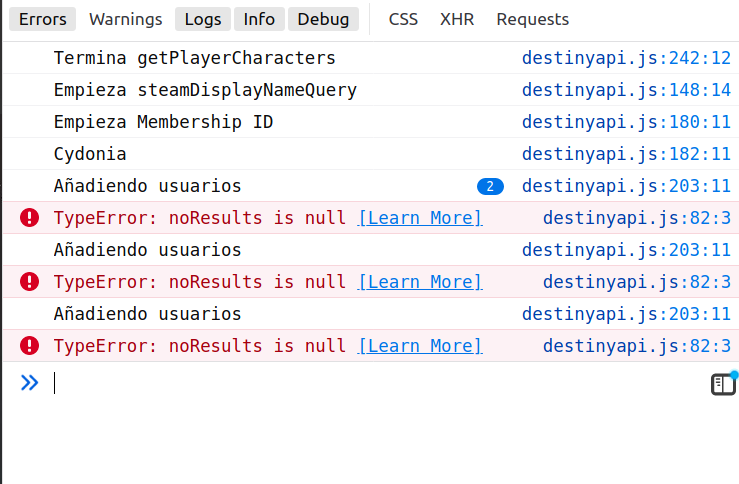 Errors Warnings Logs Info Debug CSS XHR Requests
Termina getPlayerCharacters destinyapi.js:242:12
Empieza steamDisplayNameQuery destinyapi.js:148:14
Empieza Membership ID destinyapi.js:180:11
Cydonia destinyapi.js:182:11
Añadiendo usuarios 2 destinyapi.js:203:11
TypeError: noResults is null [Learn More] destinyapi.js:82:3
Añadiendo usuarios destinyapi.js:203:11
TypeError: noResults is null [Learn More] destinyapi.js:82:3
Añadiendo usuarios destinyapi.js:203:11
TypeError: noResults is null [Learn More] destinyapi.js:82:3